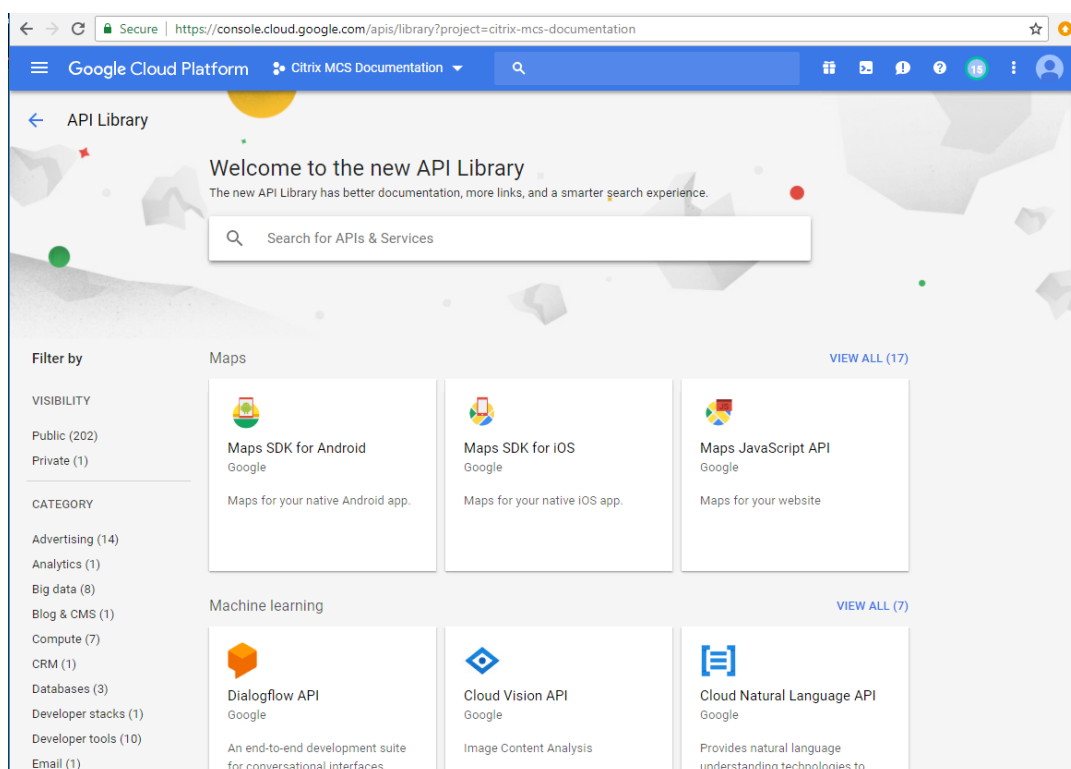 Secure | https://console.cloud.google.com/apis/library?project=citrix-mcs-documentation
Google Cloud Platform Citrix MCS Documentation 15
API Library
Welcome to the new API Library
The new API Library has better documentation, more links, and a smarter search experience.
Search for APIs & Services
Filter by
VISIBILITY
Public (202)
Private (1)
CATEGORY
Advertising (14)
Analytics (1)
Big data (8)
Blog & CMS (1)
Compute (7)
CRM (1)
Databases (3)
Developer stacks (1)
Developer tools (10)
Email (1)
Maps VIEW ALL (17)
Maps SDK for Android
Google
Maps for your native Android app.
Maps SDK for iOS
Google
Maps for your native iOS app.
JS
Maps JavaScript API
Google
Maps for your website
Machine learning VIEW ALL (7)
Dialogflow API
Google
An end-to-end development suite
for conversational interfaces
Cloud Vision API
Google
Image Content Analysis
Cloud Natural Language API
Google
Provides natural language
understanding technologies to